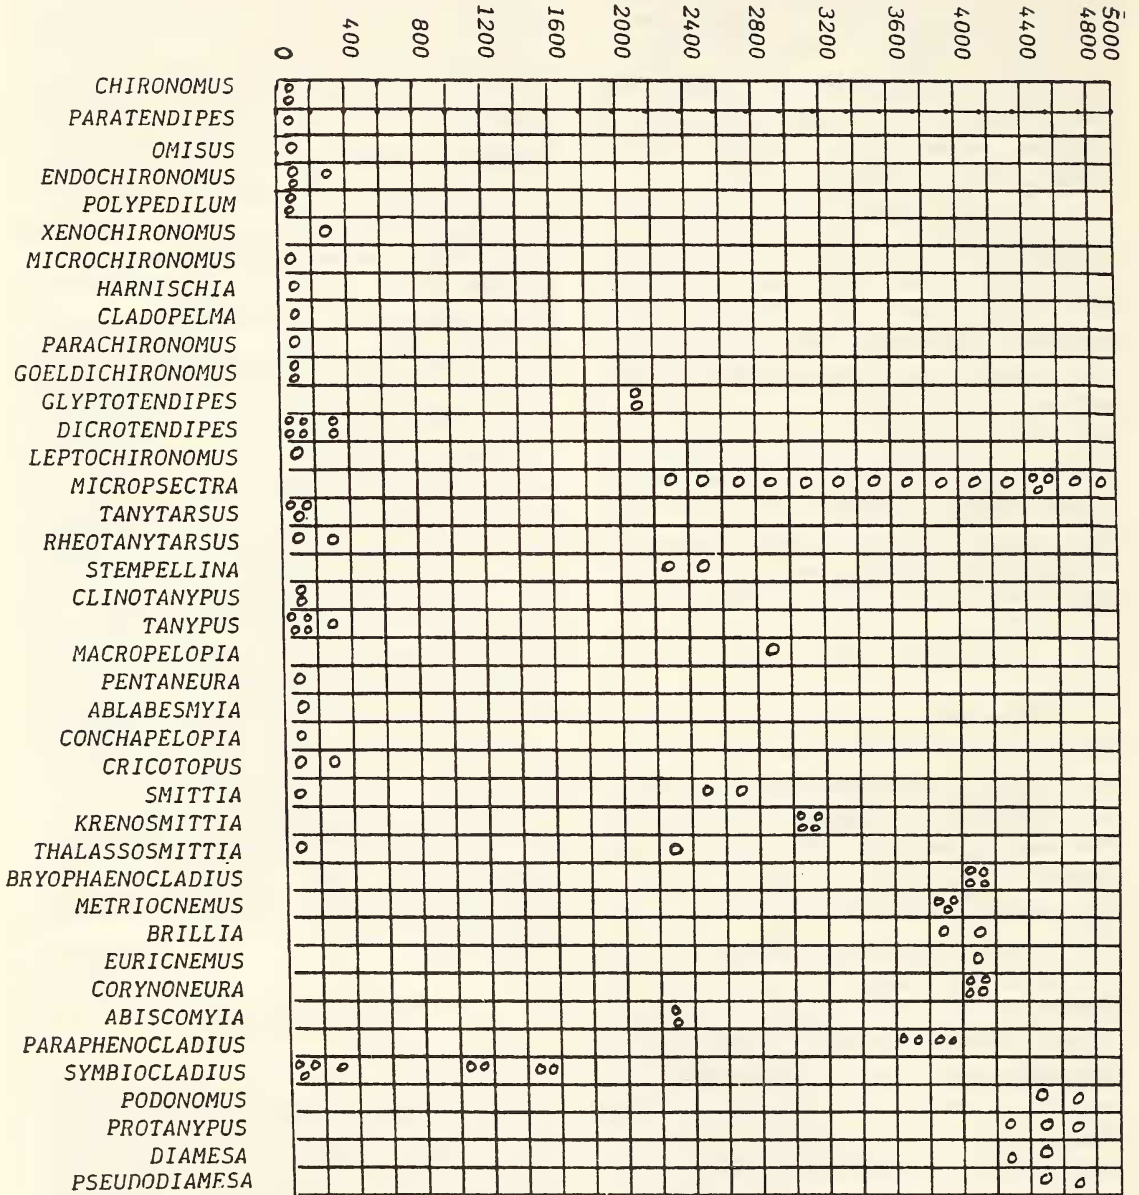 0 400 800 1200 1600 2000 2400 2800 3200 3600 4000 4400 4800 5000
CHIRONOMUS
PARATENDIPES
OMISUS
ENDOCHIRONOMUS
POLYPEDILUM
XENOCHIRONOMUS
MICROCHIRONOMUS
HARNISCHIA
CLADOPELMA
PARACHIRONOMUS
GOELDICHIRONOMUS
GLYPTOTENDIPES
DICROTENDIPES
LEPTOCHIRONOMUS
MICROPSECTRA
TANYTARSUS
RHEOTANYTARSUS
STEMPELLINA
CLINOTANYPUS
TANYPUS
MACROPELOPIA
PENTANEURA
ABLABESMYIA
CONCHAPELOPIA
CRICOTOPUS
SMITTIA
KRENOSMITTIA
THALASSOSMITTIA
BRYOPHAENOCLADIUS
METRIOCNEMUS
BRILLIA
EURICNEMUS
CORYNONEURA
ABISCOMYIA
PARAPHENOCLADIUS
SYMBIOCLADIUS
PODONOMUS
PROTANYPUS
DIAMESA
PSEUDODIAMESA